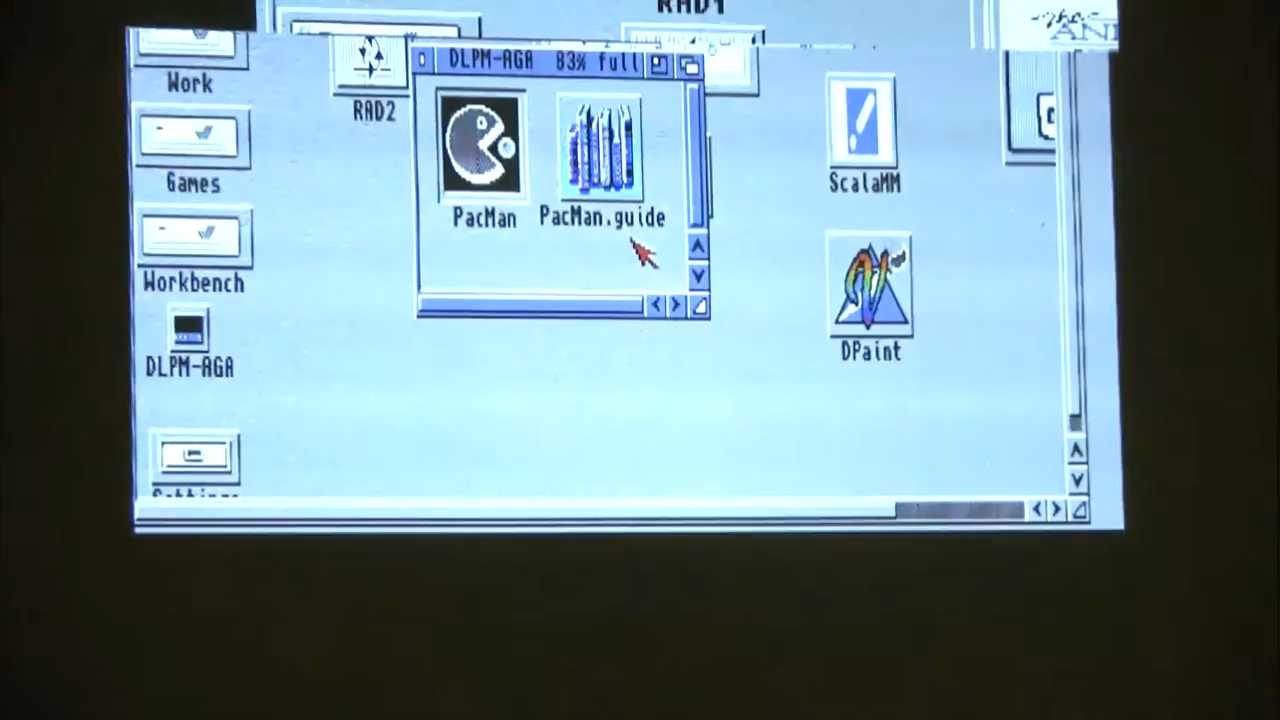 RAD1
DLPM-AGA 83% full
Work
RAD2
Games
ScalaMM
PacMan
PacMan.guide
Workbench
DLPM-AGA
DPaint